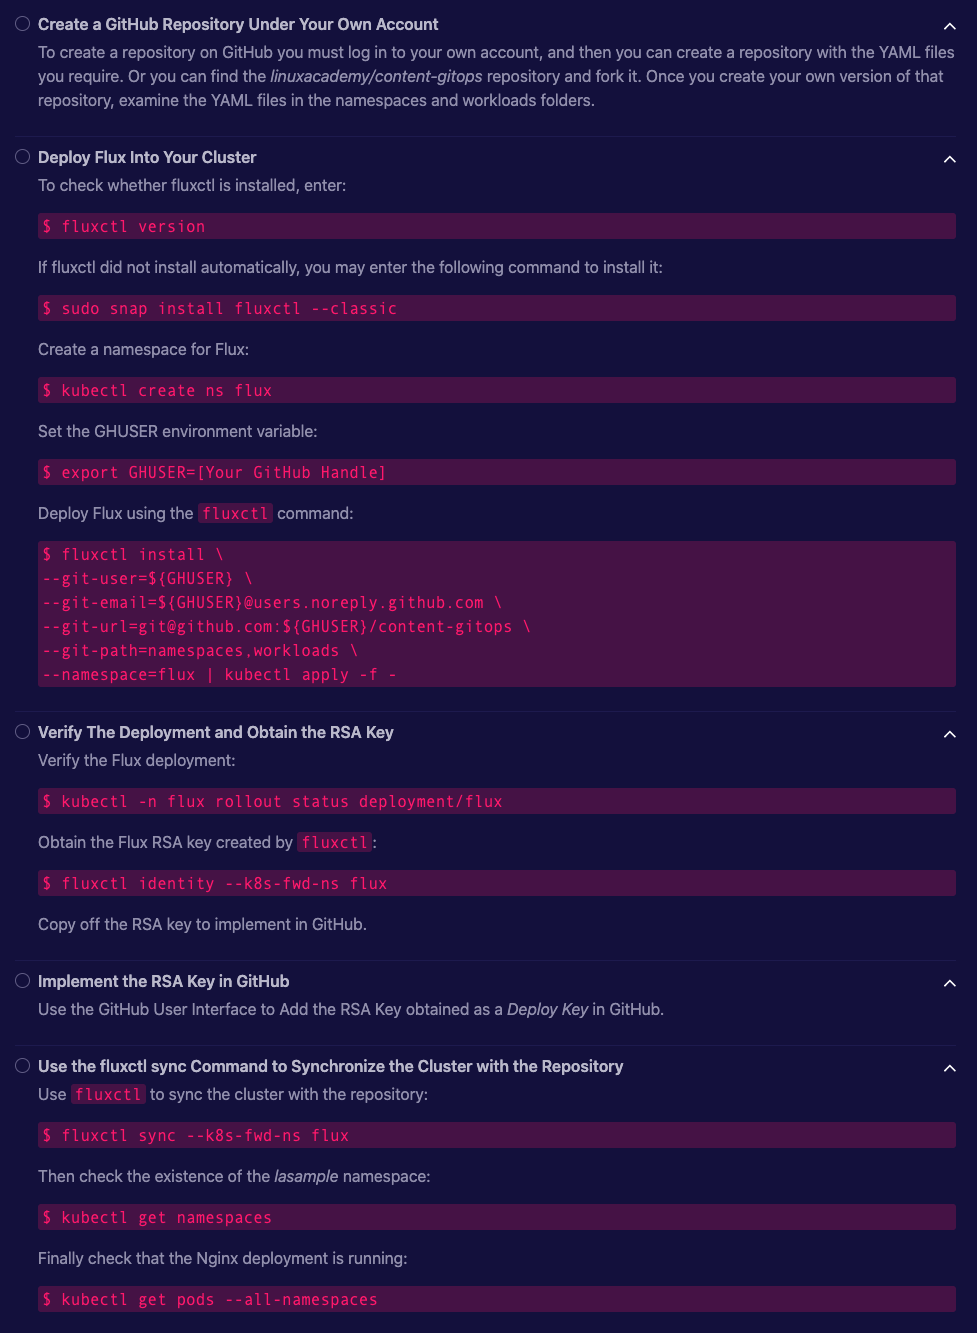 Create a GitHub Repository Under Your Own Account
To create a repository on GitHub you must log in to your own account, and then you can create a repository with the YAML files
you require. Or you can find the linuxacademy/content-gitops repository and fork it. Once you create your own version of that
repository, examine the YAML files in the namespaces and workloads folders.
Deploy Flux Into Your Cluster
To check whether fluxctl is installed, enter:
$ fluxctl version
If fluxctl did not install automatically, you may enter the following command to install it:
$ sudo snap install fluxctl --classic
Create a namespace for Flux:
$ kubectl create ns flux
Set the GHUSER environment variable:
$ export GHUSER=[Your GitHub Handle]
Deploy Flux using the fluxctl command:
$ fluxctl install \
--git-user=${GHUSER} \
--git-email=${GHUSER}@users.noreply.github.com \
--git-url=git@github.com:${GHUSER}/content-gitops \
--git-path=namespaces,workloads \
--namespace=flux | kubectl apply -f -
Verify The Deployment and Obtain the RSA Key
Verify the Flux deployment:
$ kubectl -n flux rollout status deployment/flux
Obtain the Flux RSA key created by fluxctl:
$ fluxctl identity --k8s-fwd-ns flux
Copy off the RSA key to implement in GitHub.
Implement the RSA Key in GitHub
Use the GitHub User Interface to Add the RSA Key obtained as a Deploy Key in GitHub.
Use the fluxctl sync Command to Synchronize the Cluster with the Repository
Use fluxctl to sync the cluster with the repository:
$ fluxctl sync --k8s-fwd-ns flux
Then check the existence of the lasample namespace:
$ kubectl get namespaces
Finally check that the Nginx deployment is running:
$ kubectl get pods --all-namespaces